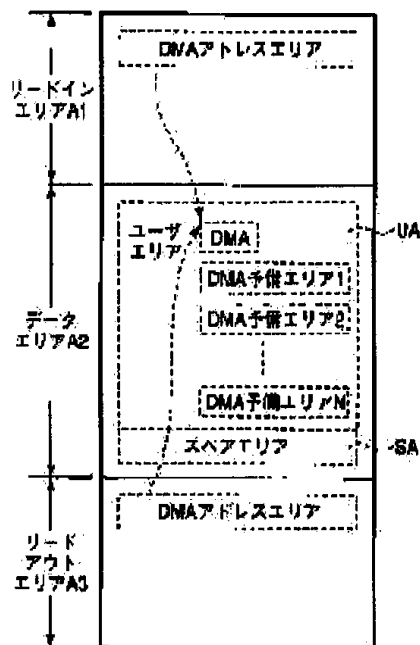 DMAアドレスエリア
リードイン
エリアA1
ユーザ
エリア
DMA
UA
DMA予備エリア1
DMA予備エリア2
データ
エリアA2
DMA予備エリアN
スペアエリア
SA
DMAアドレスエリア
リード
アウト
エリアA3